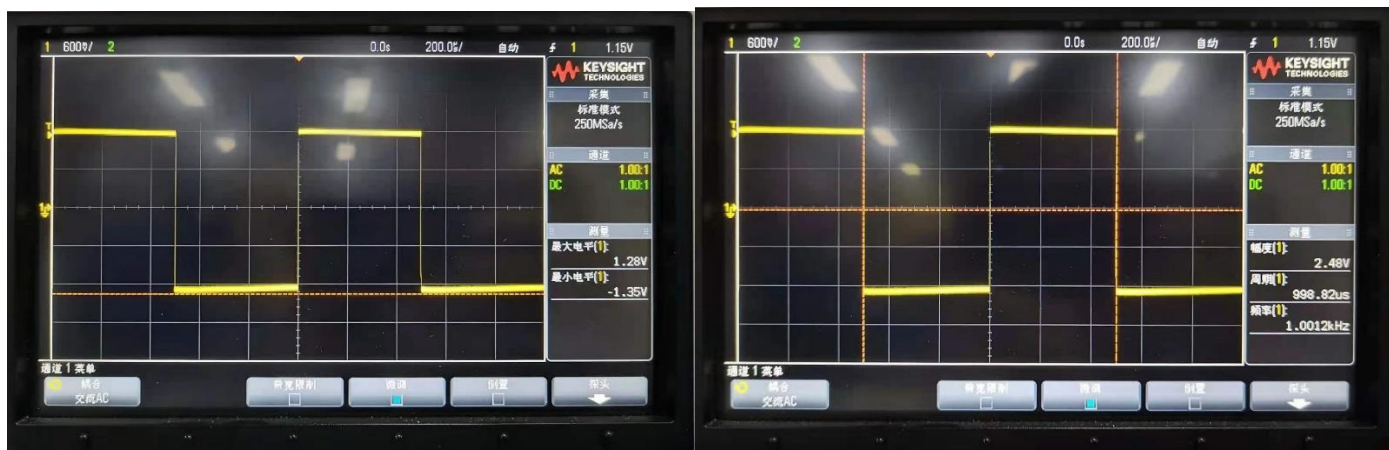 1 600♥/ 2 0.0s 200.0♥/ 自动 1 1.15V
KEYSIGHT
TECHNOLOGIES
采集
标准模式
250MSa/s
通道
AC 1.00:1
DC 1.00:1
测量
最大电平(1):
1.28V
最小电平(1):
-1.35V
通道 1 菜单
耦合
交流AC
带宽限制
微调
倒置
探头
1 600♥/ 2 0.0s 200.0♥/ 自动 1 1.15V
KEYSIGHT
TECHNOLOGIES
采集
标准模式
250MSa/s
通道
AC 1.00:1
DC 1.00:1
测量
幅度(1):
2.48V
周期(1):
998.82us
频率(1):
1.0012kHz
通道 1 菜单
耦合
交流AC
带宽限制
微调
倒置
探头